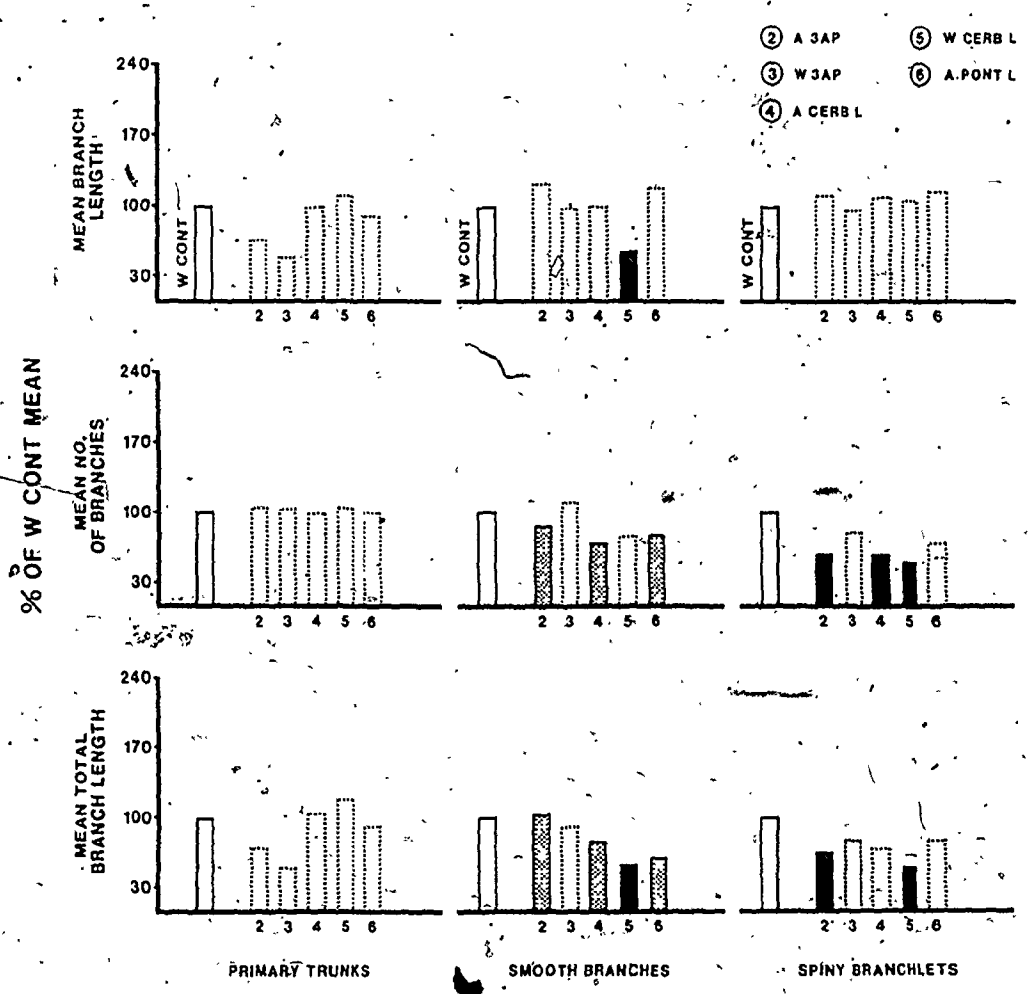 ② A 3AP ⑤ W CERB L
③ W 3AP ⑥ A.PONT L
④ A CERB L
% OF W CONT MEAN
MEAN BRANCH
LENGTH
240
170
100
30
W CONT
2 3 4 5 6
W CONT
2 3 4 5 6
W CONT
2 3 4 5 6
MEAN NO.
OF BRANCHES
240
170
100
30
2 3 4 5 6
2 3 4 5 6
2 3 4 5 6
MEAN TOTAL
BRANCH LENGTH
240
170
100
30
2 3 4 5 6
2 3 4 5 6
2 3 4 5 6
PRIMARY TRUNKS SMOOTH BRANCHES SPINY BRANCHLETS